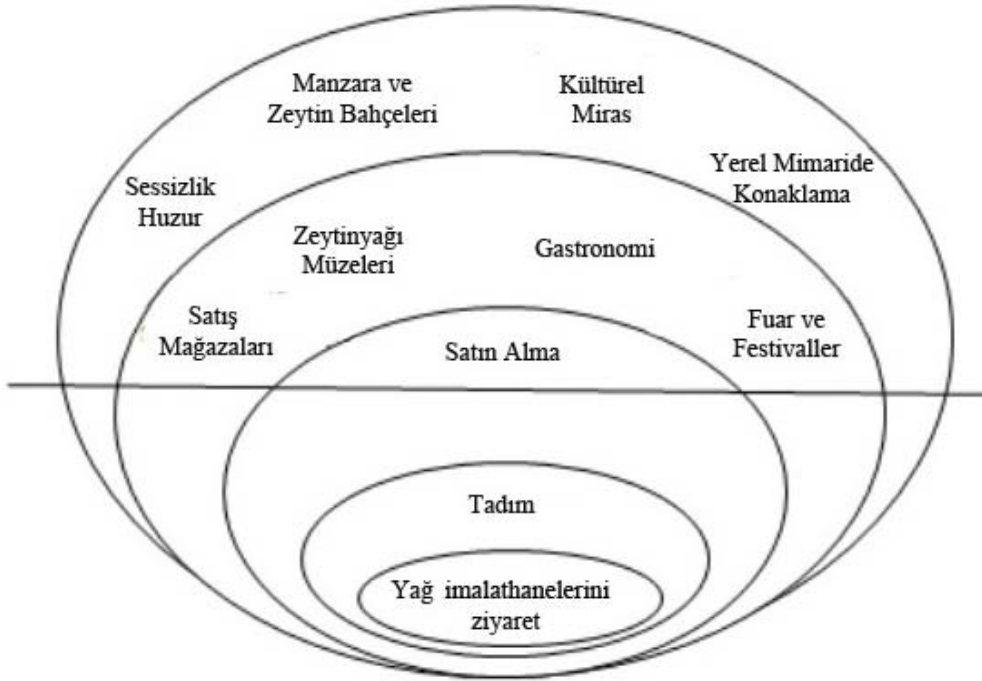 Manzara ve
Zeytin Bahçeleri
Kültürel
Miras
Sessizlik
Huzur
Yerel Mimaride
Konaklama
Zeytinyağı
Müzeleri
Gastronomi
Satış
Mağazaları
Satın Alma
Fuar ve
Festivaller
Tadım
Yağ imalathanelerini
ziyaret